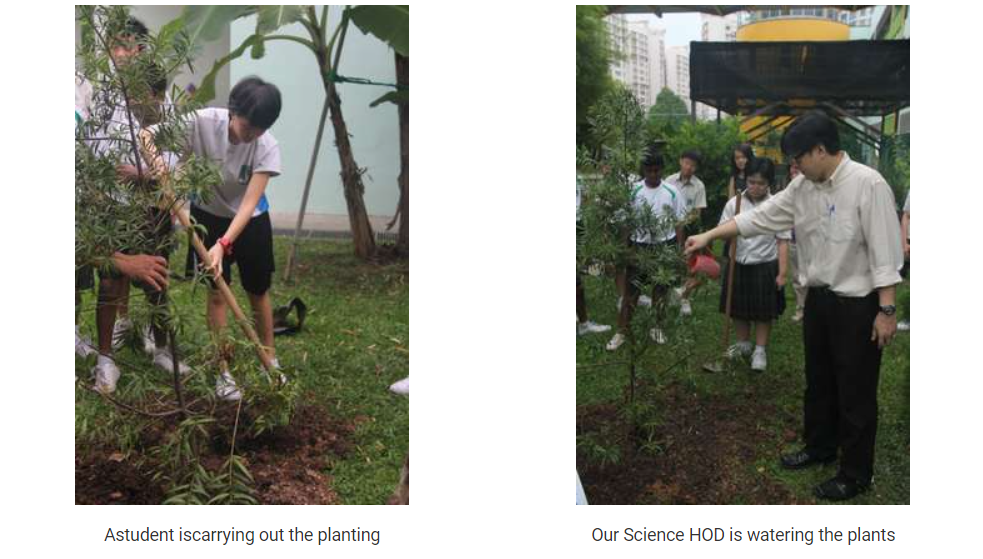 Astudent iscarrying out the planting
Our Science HOD is watering the plants